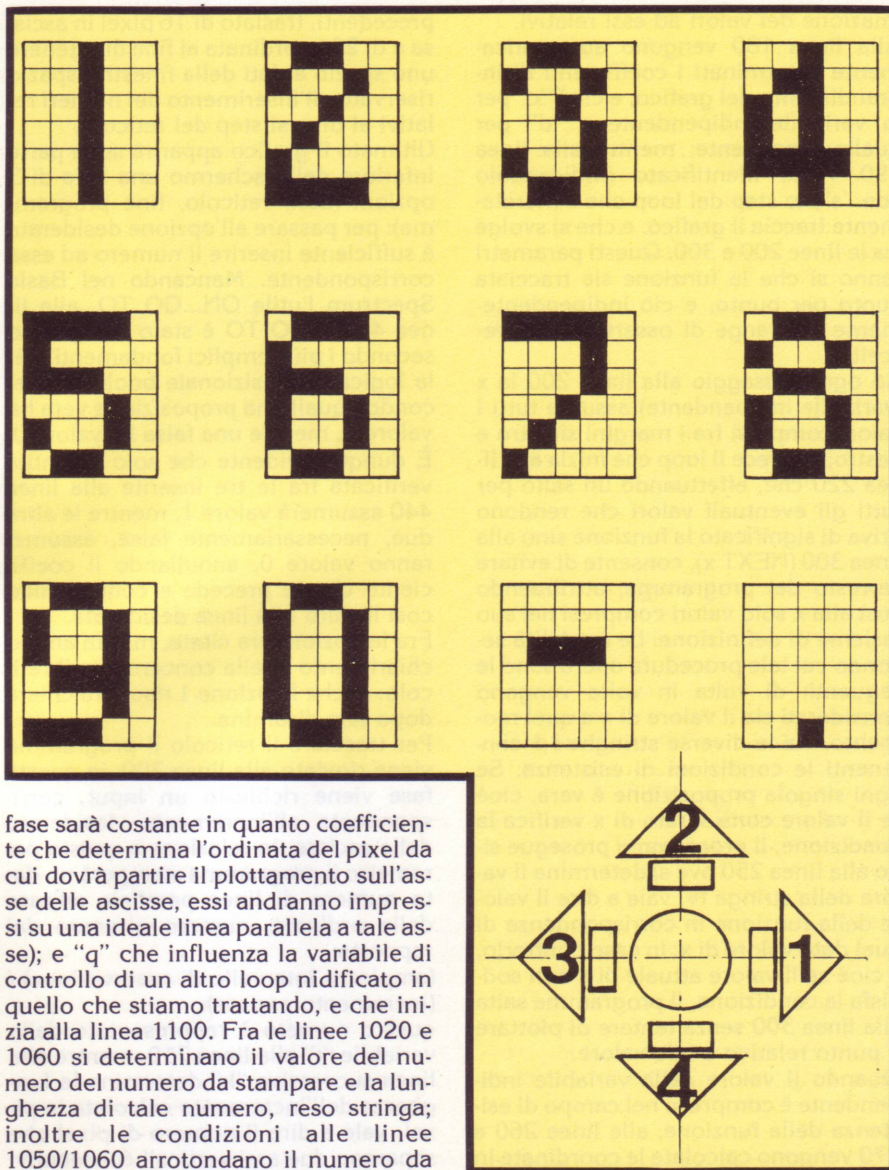 fase sarà costante in quanto coefficien-
te che determina l'ordinata del pixel da
cui dovrà partire il plottamento sull'as-
se delle ascisse, essi andranno impres-
si su una ideale linea parallela a tale as-
se); e “q” che influenza la variabile di
controllo di un altro loop nidificato in
quello che stiamo trattando, e che ini-
zia alla linea 1100. Fra le linee 1020 e
1060 si determinano il valore del nu-
mero del numero da stampare e la lun-
ghezza di tale numero, reso stringa;
inoltre le condizioni alle linee
1050/1060 arrotondano il numero da
2
3
1
4